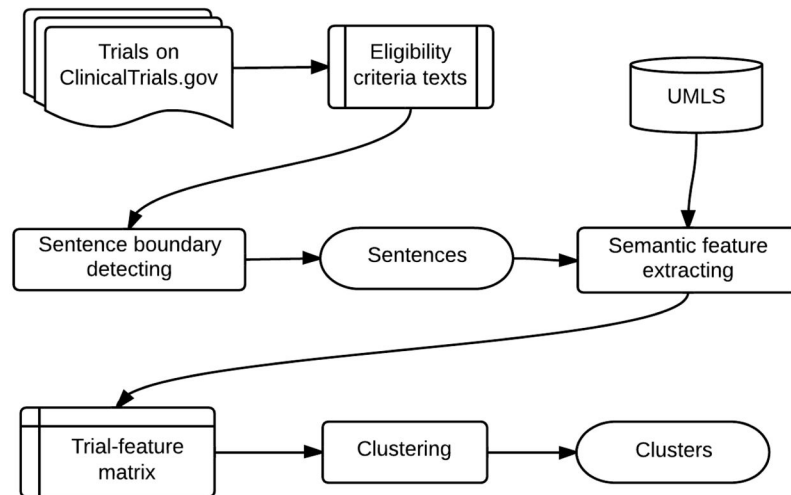 Trials on
ClinicalTrials.gov
Eligibility
criteria texts
UMLS
Sentence boundary
detecting
Sentences
Semantic feature
extracting
Trial-feature
matrix
Clustering
Clusters